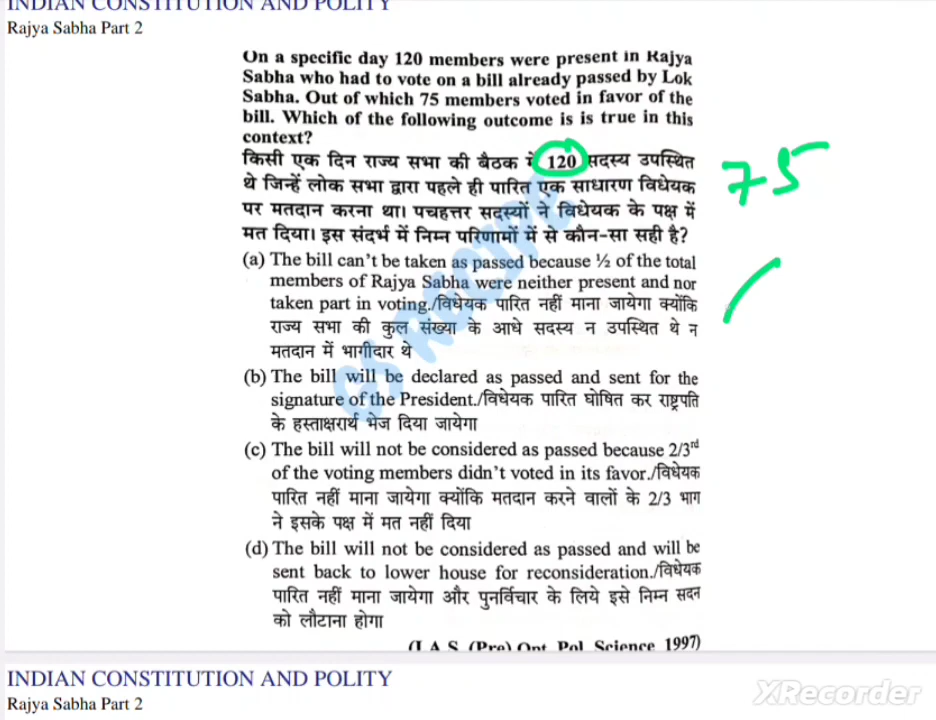 INDIAN CONSTITUTION AND POLITY
Rajya Sabha Part 2
On a specific day 120 members were present in Rajya
Sabha who had to vote on a bill already passed by Lok
Sabha. Out of which 75 members voted in favor of the
bill. Which of the following outcome is is true in this
context?
किसी एक दिन राज्य सभा की बैठक में 120 सदस्य उपस्थित
थे जिन्हें लोक सभा द्वारा पहले ही पारित एक साधारण विधेयक
पर मतदान करना था। पचहत्तर सदस्यों ने विधेयक के पक्ष में
मत दिया। इस संदर्भ में निम्न परिणामों में से कौन-सा सही है?
75
(a) The bill can't be taken as passed because ½ of the total
members of Rajya Sabha were neither present and nor
taken part in voting./विधेयक पारित नहीं माना जायेगा क्योंकि
राज्य सभा की कुल संख्या के आधे सदस्य न उपस्थित थे न
मतदान में भागीदार थे
(b) The bill will be declared as passed and sent for the
signature of the President./विधेयक पारित घोषित कर राष्ट्रपति
के हस्ताक्षरार्थ भेज दिया जायेगा
(c) The bill will not be considered as passed because 2/3rd
of the voting members didn't voted in its favor./विधेयक
पारित नहीं माना जायेगा क्योंकि मतदान करने वालों के 2/3 भाग
ने इसके पक्ष में मत नहीं दिया
(d) The bill will not be considered as passed and will be
sent back to lower house for reconsideration./विधेयक
पारित नहीं माना जायेगा और पुनर्विचार के लिये इसे निम्न सदन
को लौटाना होगा
(I.A.S. (Pre) Opt. Pol. Science 1997)
GS RECIPE
INDIAN CONSTITUTION AND POLITY
Rajya Sabha Part 2
XRecorder